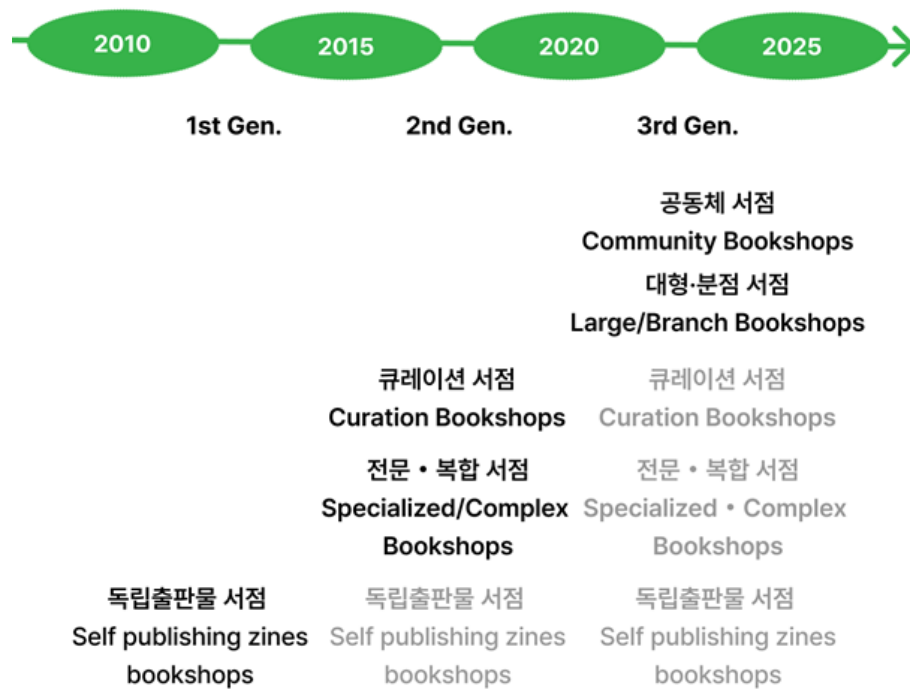 2010 2015 2020 2025
1st Gen. 2nd Gen. 3rd Gen.
공동체 서점
Community Bookshops
대형·분점 서점
Large/Branch Bookshops
큐레이션 서점 큐레이션 서점
Curation Bookshops Curation Bookshops
전문 • 복합 서점 전문 • 복합 서점
Specialized/Complex Specialized • Complex
Bookshops Bookshops
독립출판물 서점 독립출판물 서점 독립출판물 서점
Self publishing zines Self publishing zines Self publishing zines
bookshops bookshops bookshops